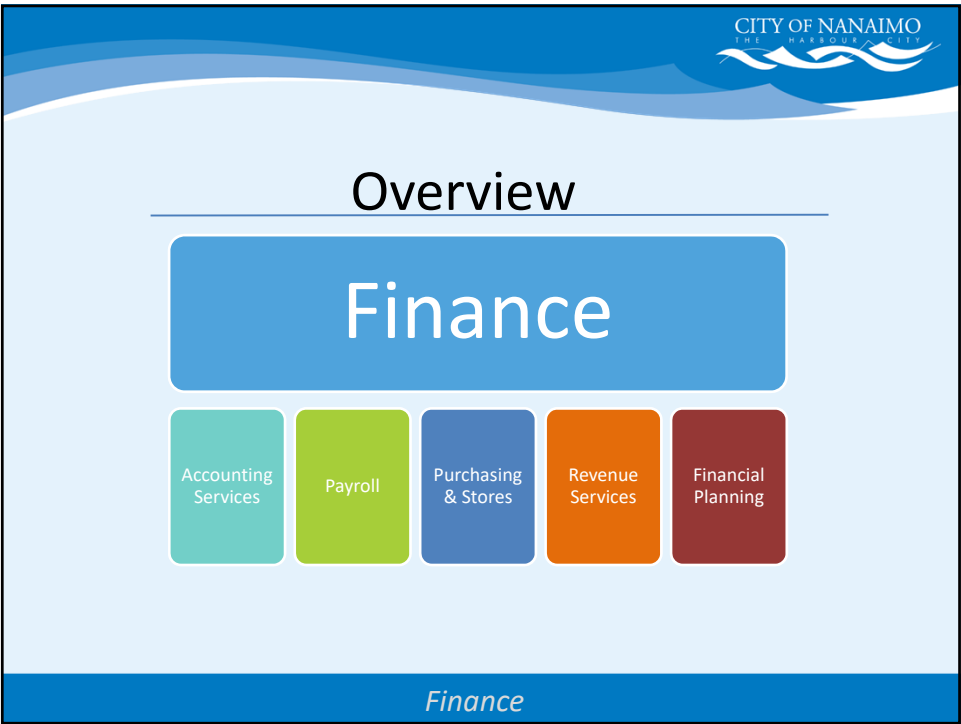 CITY OF NANAIMO
THE HARBOUR CITY
Overview
Finance
Accounting
Services
Payroll
Purchasing
& Stores
Revenue
Services
Financial
Planning
Finance